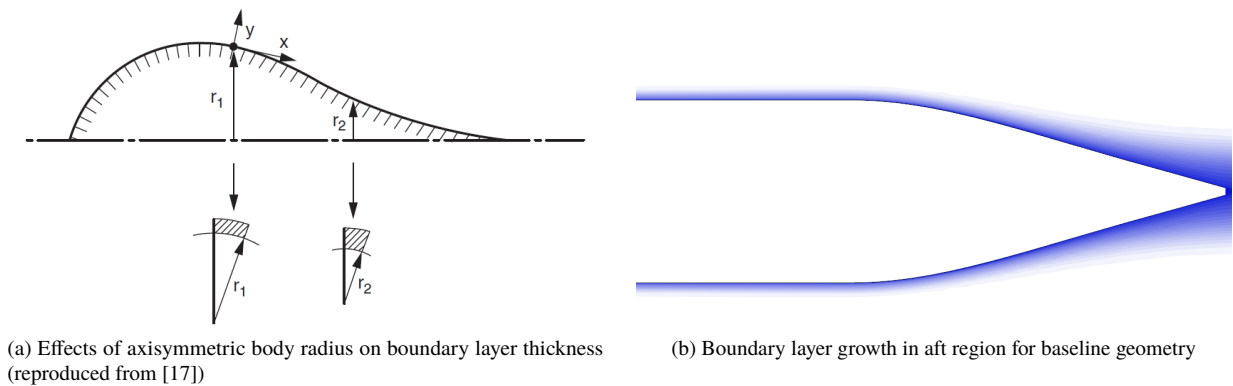 y
x
r1
r2
r1
r2
(a) Effects of axisymmetric body radius on boundary layer thickness
(reproduced from [17])
(b) Boundary layer growth in aft region for baseline geometry